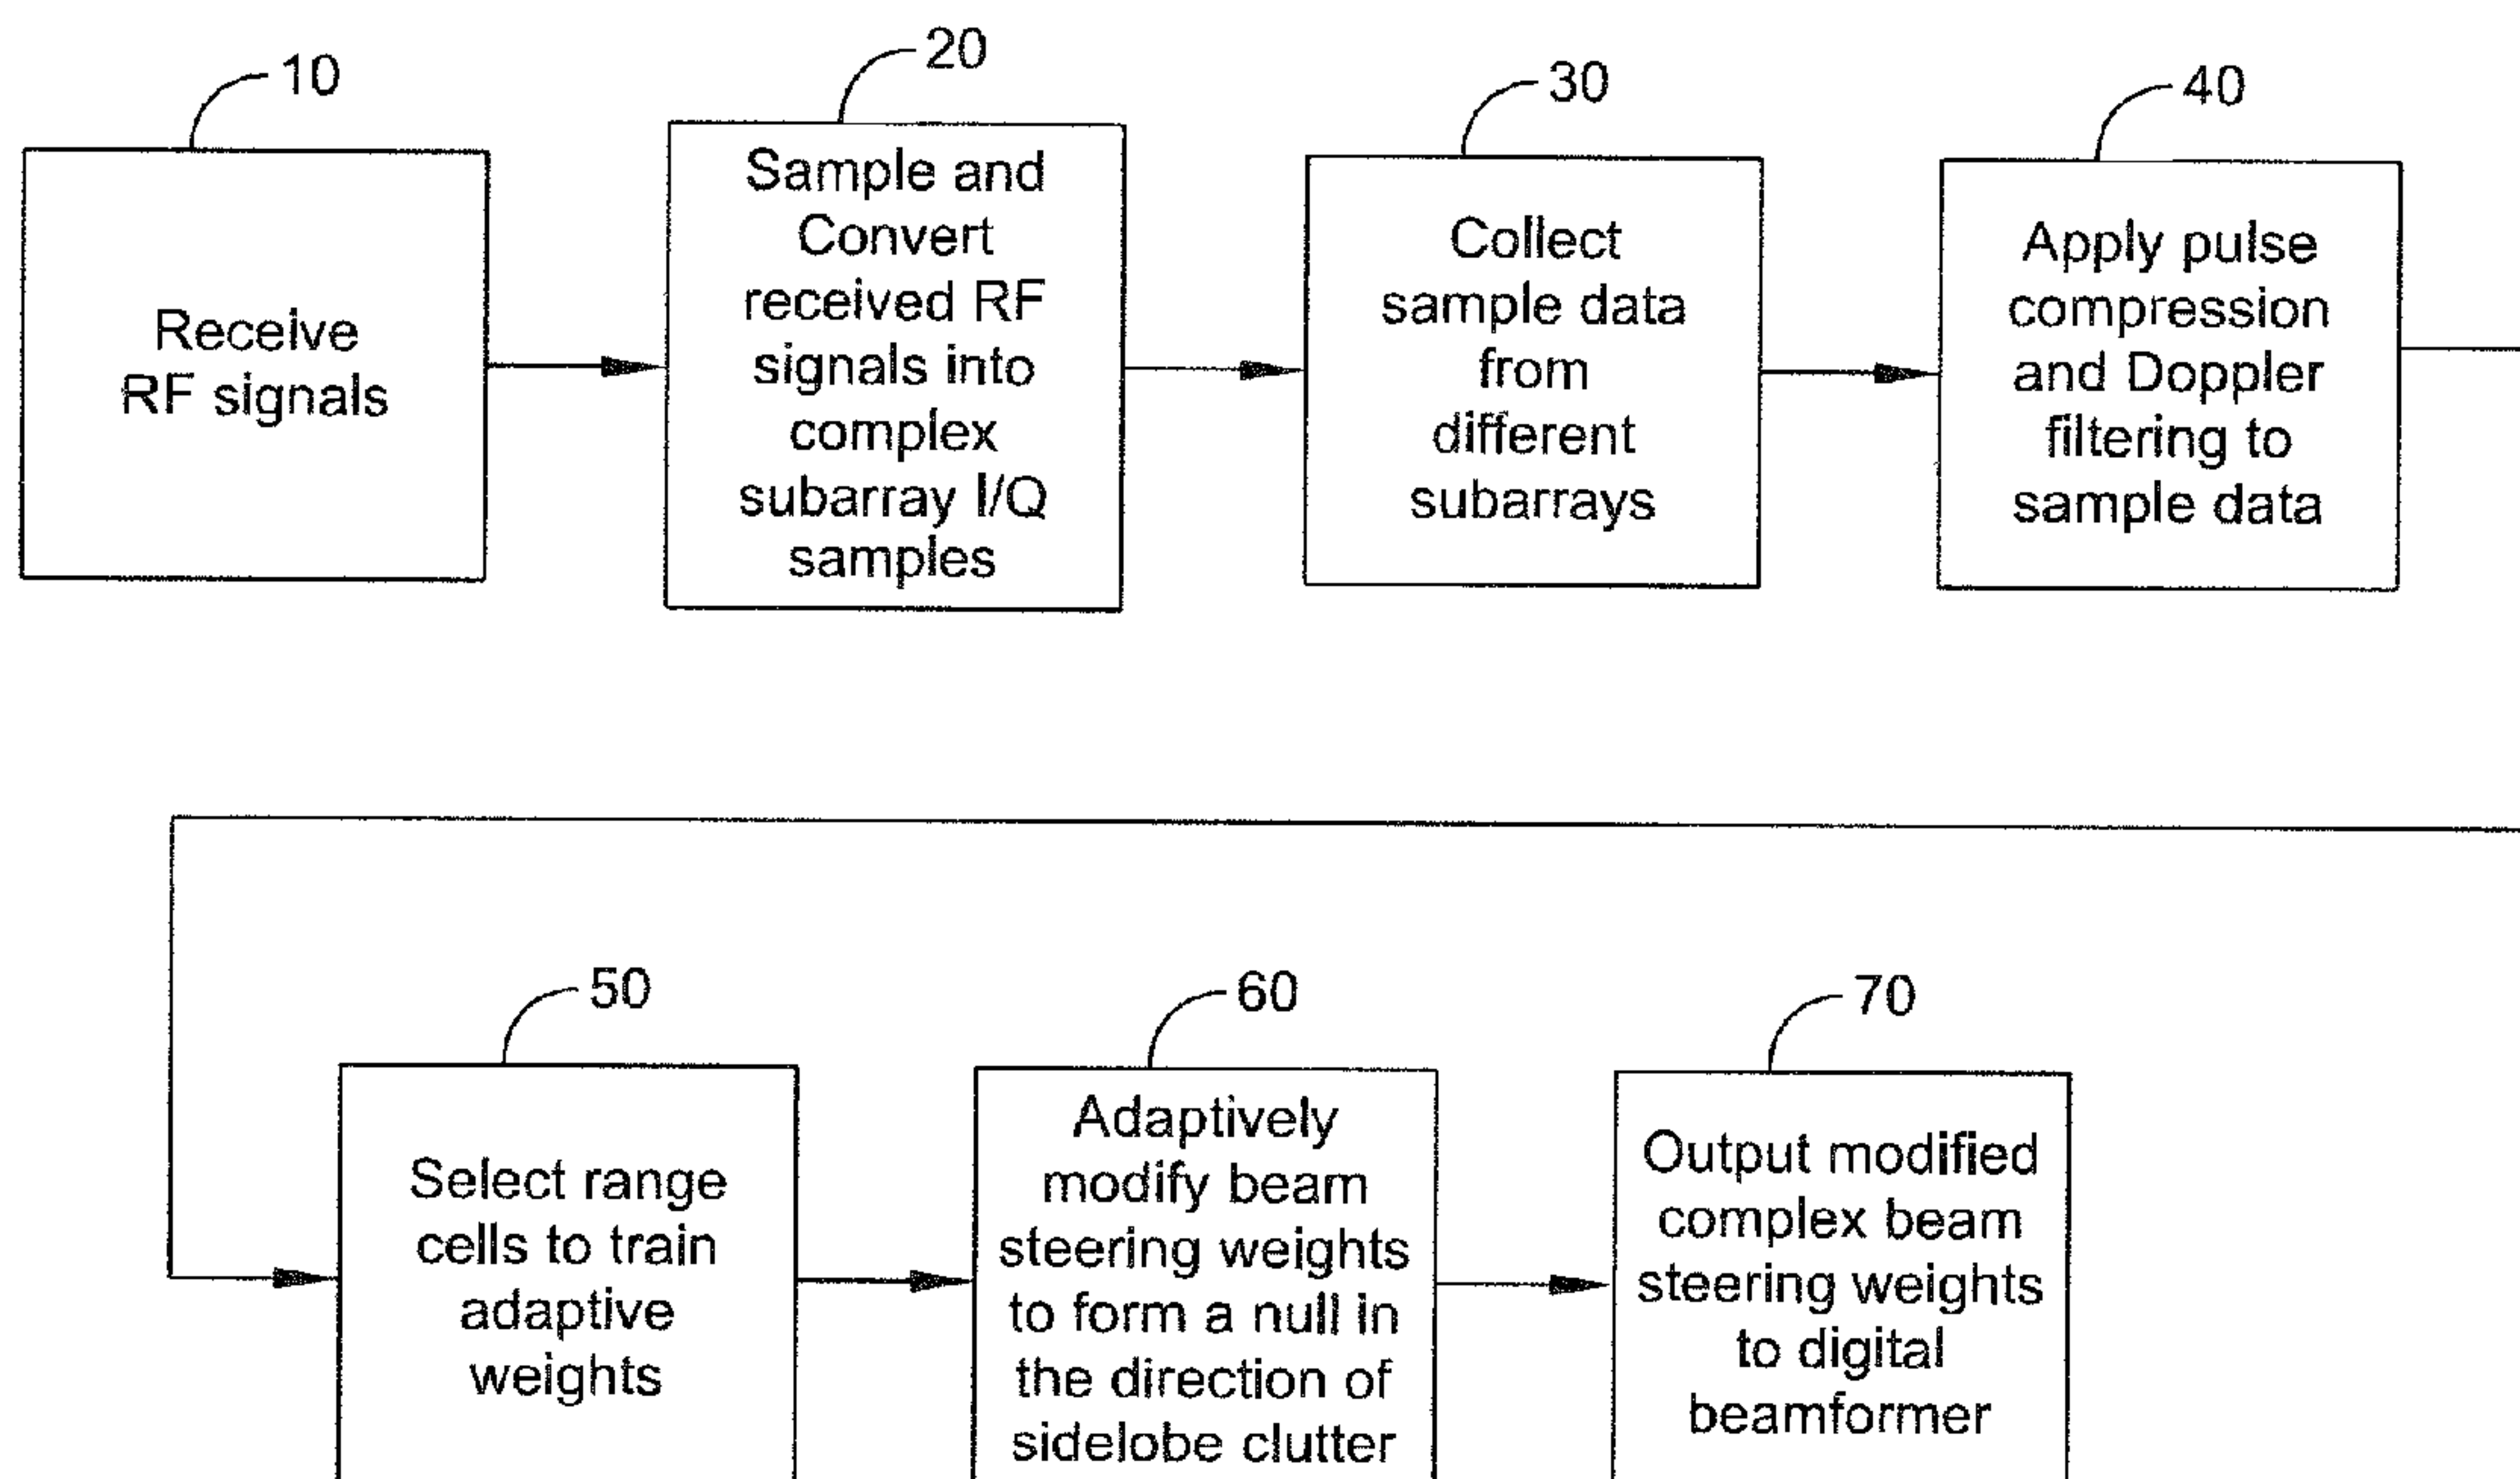 10
Receive
RF signals
20
Sample and
Convert
received RF
signals into
complex
subarray I/Q
samples
30
Collect
sample data
from
different
subarrays
40
Apply pulse
compression
and Doppler
filtering to
sample data
50
Select range
cells to train
adaptive
weights
60
Adaptively
modify beam
steering weights
to form a null in
the direction of
sidelobe clutter
70
Output modified
complex beam
steering weights
to digital
beamformer